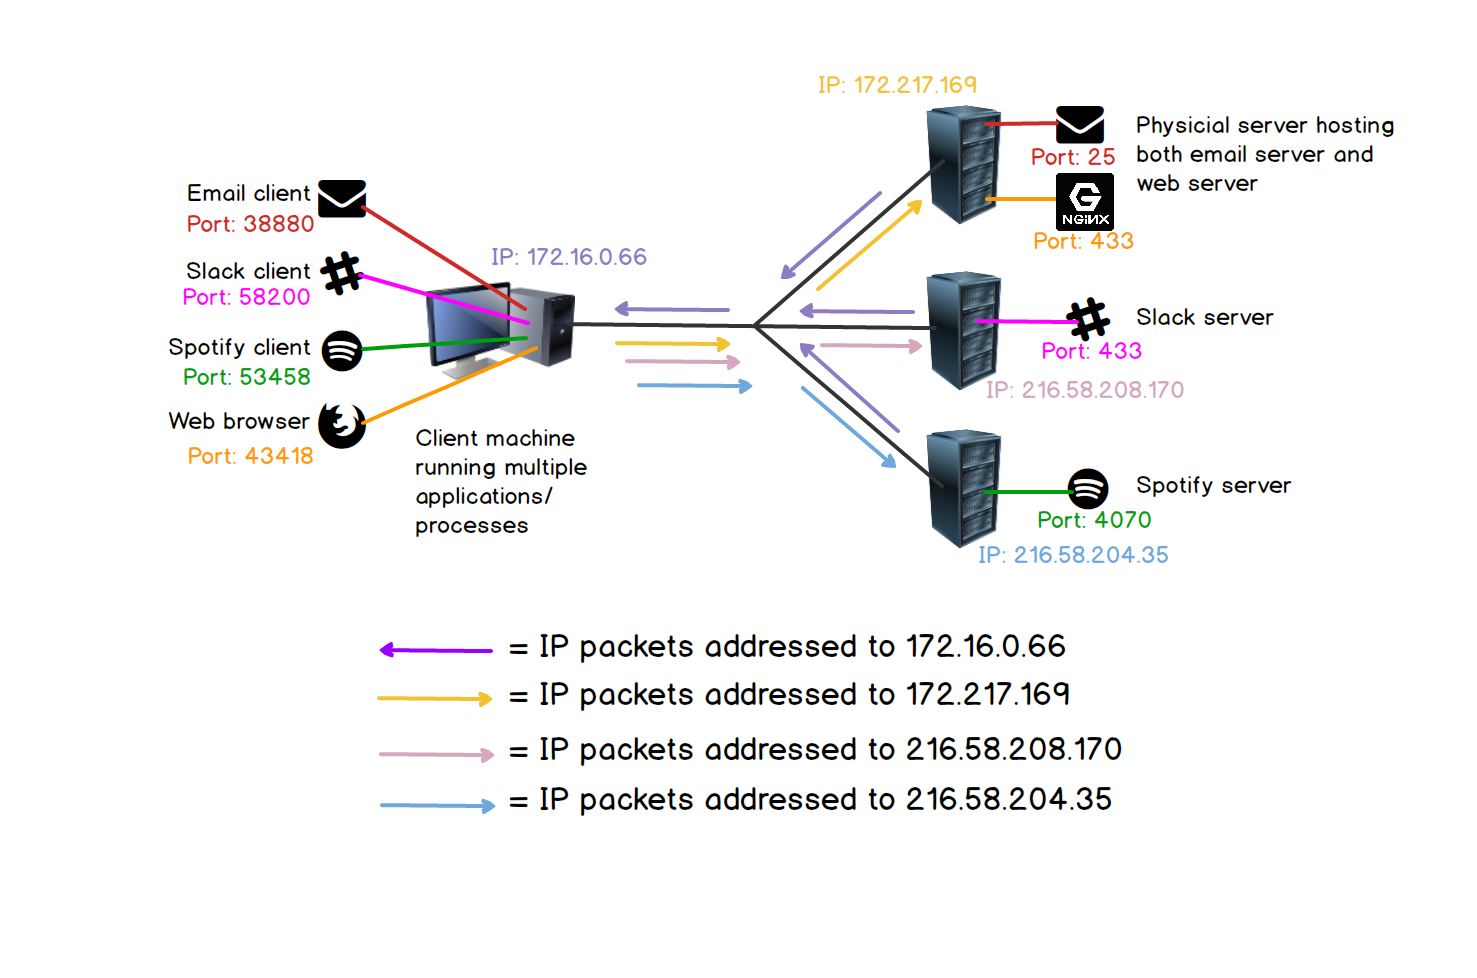 IP: 172.217.169
Physicial server hosting
both email server and
web server
Port: 25
NGiNX
Port: 433
Email client
Port: 38880
Slack client
Port: 58200
Spotify client
Port: 53458
Web browser
Port: 43418
IP: 172.16.0.66
Client machine
running multiple
applications/
processes
Slack server
Port: 433
IP: 216.58.208.170
Spotify server
Port: 4070
IP: 216.58.204.35
= IP packets addressed to 172.16.0.66
= IP packets addressed to 172.217.169
= IP packets addressed to 216.58.208.170
= IP packets addressed to 216.58.204.35